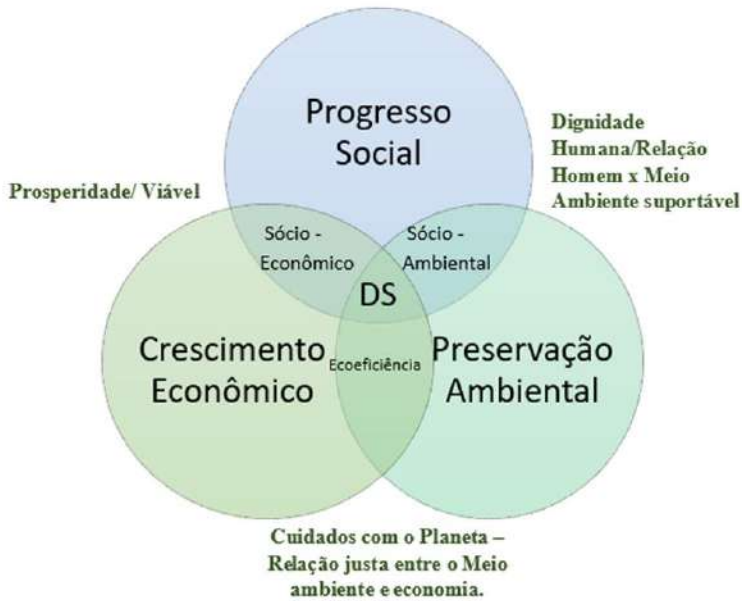 Progresso
Social
Dignidade
Humana/Relação
Homem x Meio
Ambiente suportável
Prosperidade/ Viável
Sócio -
Econômico
Sócio -
Ambiental
DS
Crescimento
Econômico
Ecoeficiência
Preservação
Ambiental
Cuidados com o Planeta –
Relação justa entre o Meio
ambiente e economia.